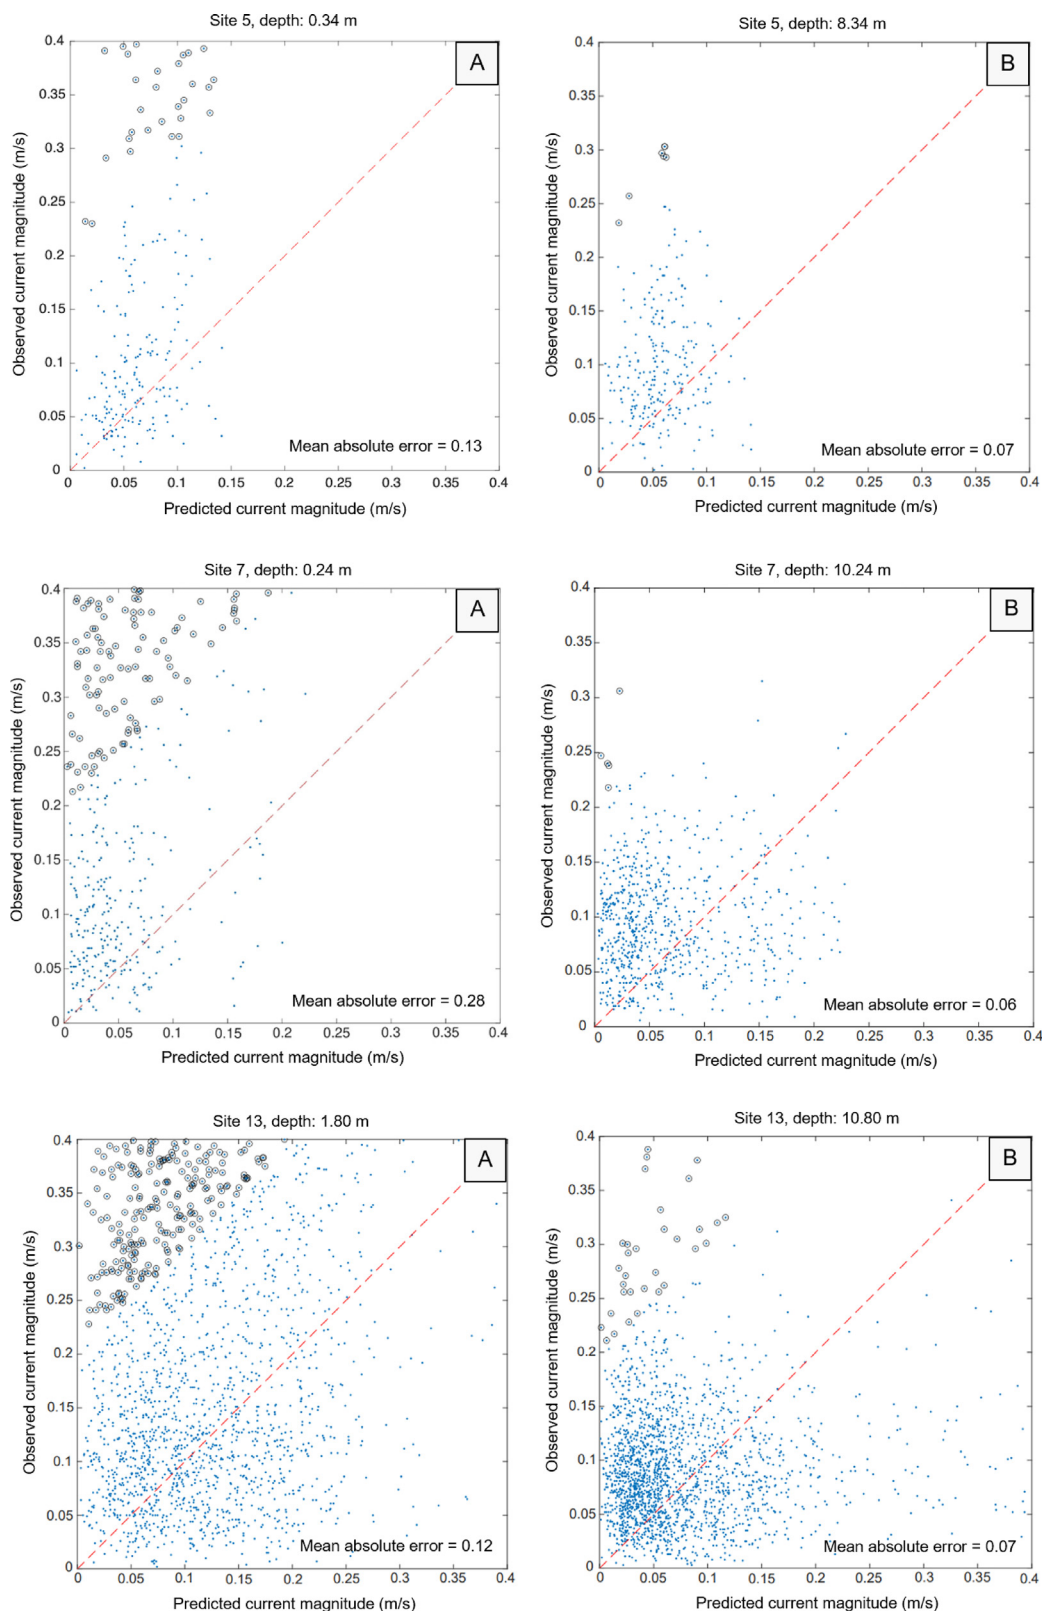 Site 5, depth: 0.34 m
A
0.4
0.35
0.3
0.25
0.2
0.15
0.1
0.05
0
Observed current magnitude (m/s)
Mean absolute error = 0.13
0 0.05 0.1 0.15 0.2 0.25 0.3 0.35 0.4
Predicted current magnitude (m/s)
Site 5, depth: 8.34 m
B
0.4
0.35
0.3
0.25
0.2
0.15
0.1
0.05
0
Observed current magnitude (m/s)
Mean absolute error = 0.07
0 0.05 0.1 0.15 0.2 0.25 0.3 0.35 0.4
Predicted current magnitude (m/s)
Site 7, depth: 0.24 m
A
0.4
0.35
0.3
0.25
0.2
0.15
0.1
0.05
0
Observed current magnitude (m/s)
Mean absolute error = 0.28
0 0.05 0.1 0.15 0.2 0.25 0.3 0.35 0.4
Predicted current magnitude (m/s)
Site 7, depth: 10.24 m
B
0.4
0.35
0.3
0.25
0.2
0.15
0.1
0.05
0
Observed current magnitude (m/s)
Mean absolute error = 0.06
0 0.05 0.1 0.15 0.2 0.25 0.3 0.35 0.4
Predicted current magnitude (m/s)
Site 13, depth: 1.80 m
A
0.4
0.35
0.3
0.25
0.2
0.15
0.1
0.05
0
Observed current magnitude (m/s)
Mean absolute error = 0.12
0 0.05 0.1 0.15 0.2 0.25 0.3 0.35 0.4
Predicted current magnitude (m/s)
Site 13, depth: 10.80 m
B
0.4
0.35
0.3
0.25
0.2
0.15
0.1
0.05
0
Observed current magnitude (m/s)
Mean absolute error = 0.07
0 0.05 0.1 0.15 0.2 0.25 0.3 0.35 0.4
Predicted current magnitude (m/s)